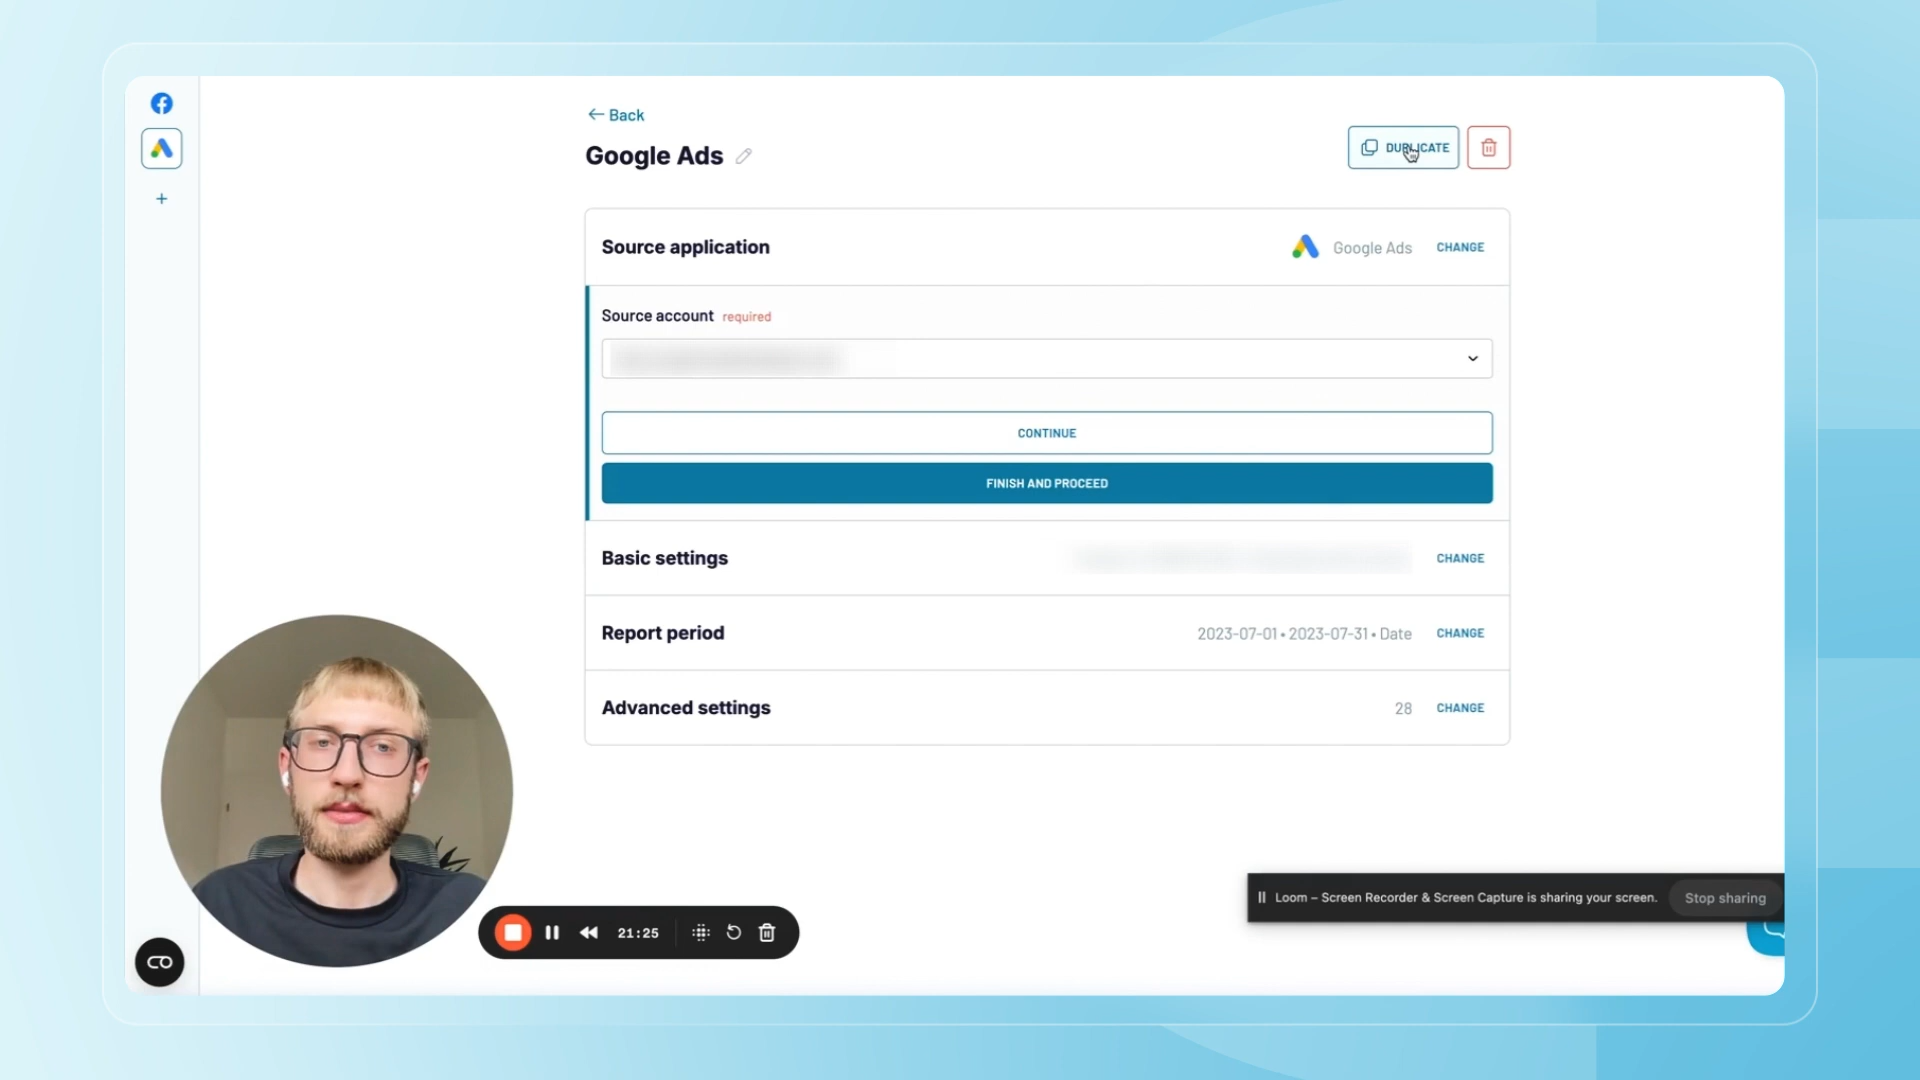 Back
Google Ads
DUPLICATE
Source application
Google Ads CHANGE
Source account required
CONTINUE
FINISH AND PROCEED
Basic settings
CHANGE
Report period
2023-07-01 • 2023-07-31 • Date CHANGE
Advanced settings
28 CHANGE
21:25
Loom – Screen Recorder & Screen Capture is sharing your screen. Stop sharing